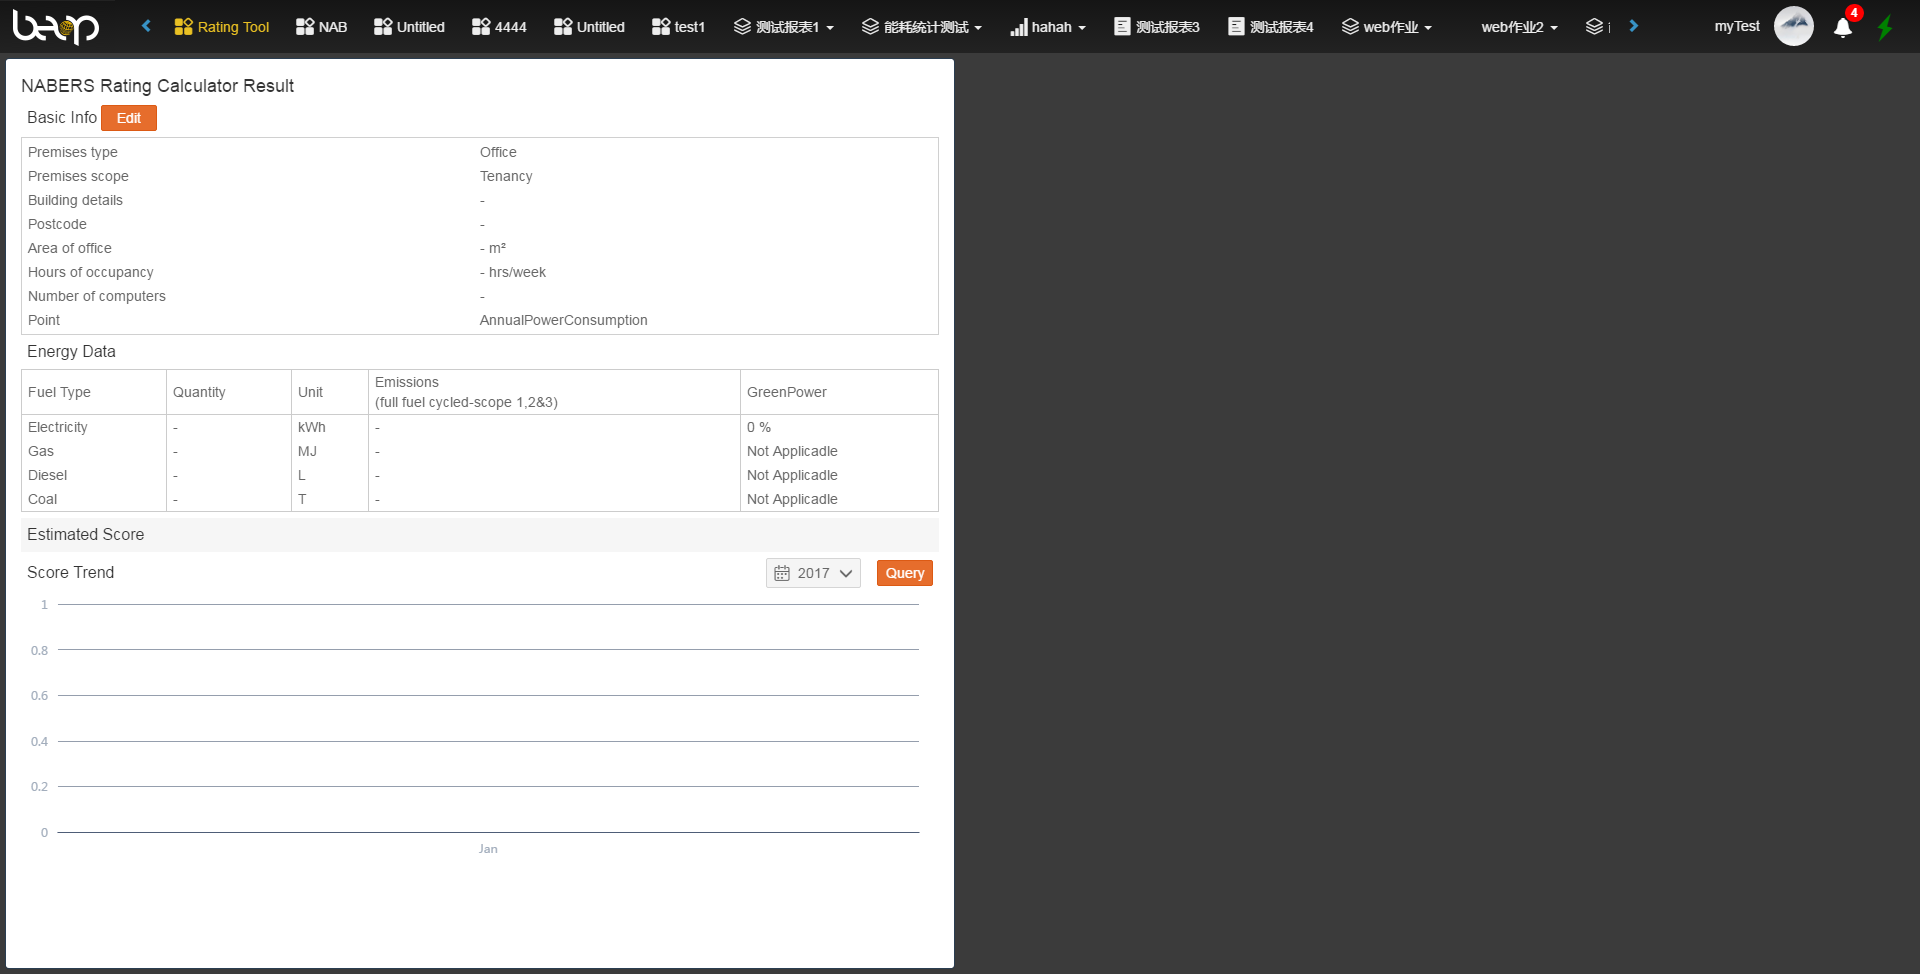 beop
Rating Tool
NAB
Untitled
4444
Untitled
test1
测试报表1
能耗统计测试
hahah
测试报表3
测试报表4
web作业
web作业2
myTest
4
NABERS Rating Calculator Result
Basic Info Edit
Premises type Office
Premises scope Tenancy
Building details -
Postcode -
Area of office - m²
Hours of occupancy - hrs/week
Number of computers -
Point AnnualPowerConsumption
Energy Data
Fuel Type Quantity Unit Emissions (full fuel cycled-scope 1,2&3) GreenPower
Electricity - kWh - 0 %
Gas - MJ - Not Applicadle
Diesel - L - Not Applicadle
Coal - T - Not Applicadle
Estimated Score
Score Trend 2017 Query
1
0.8
0.6
0.4
0.2
0
Jan